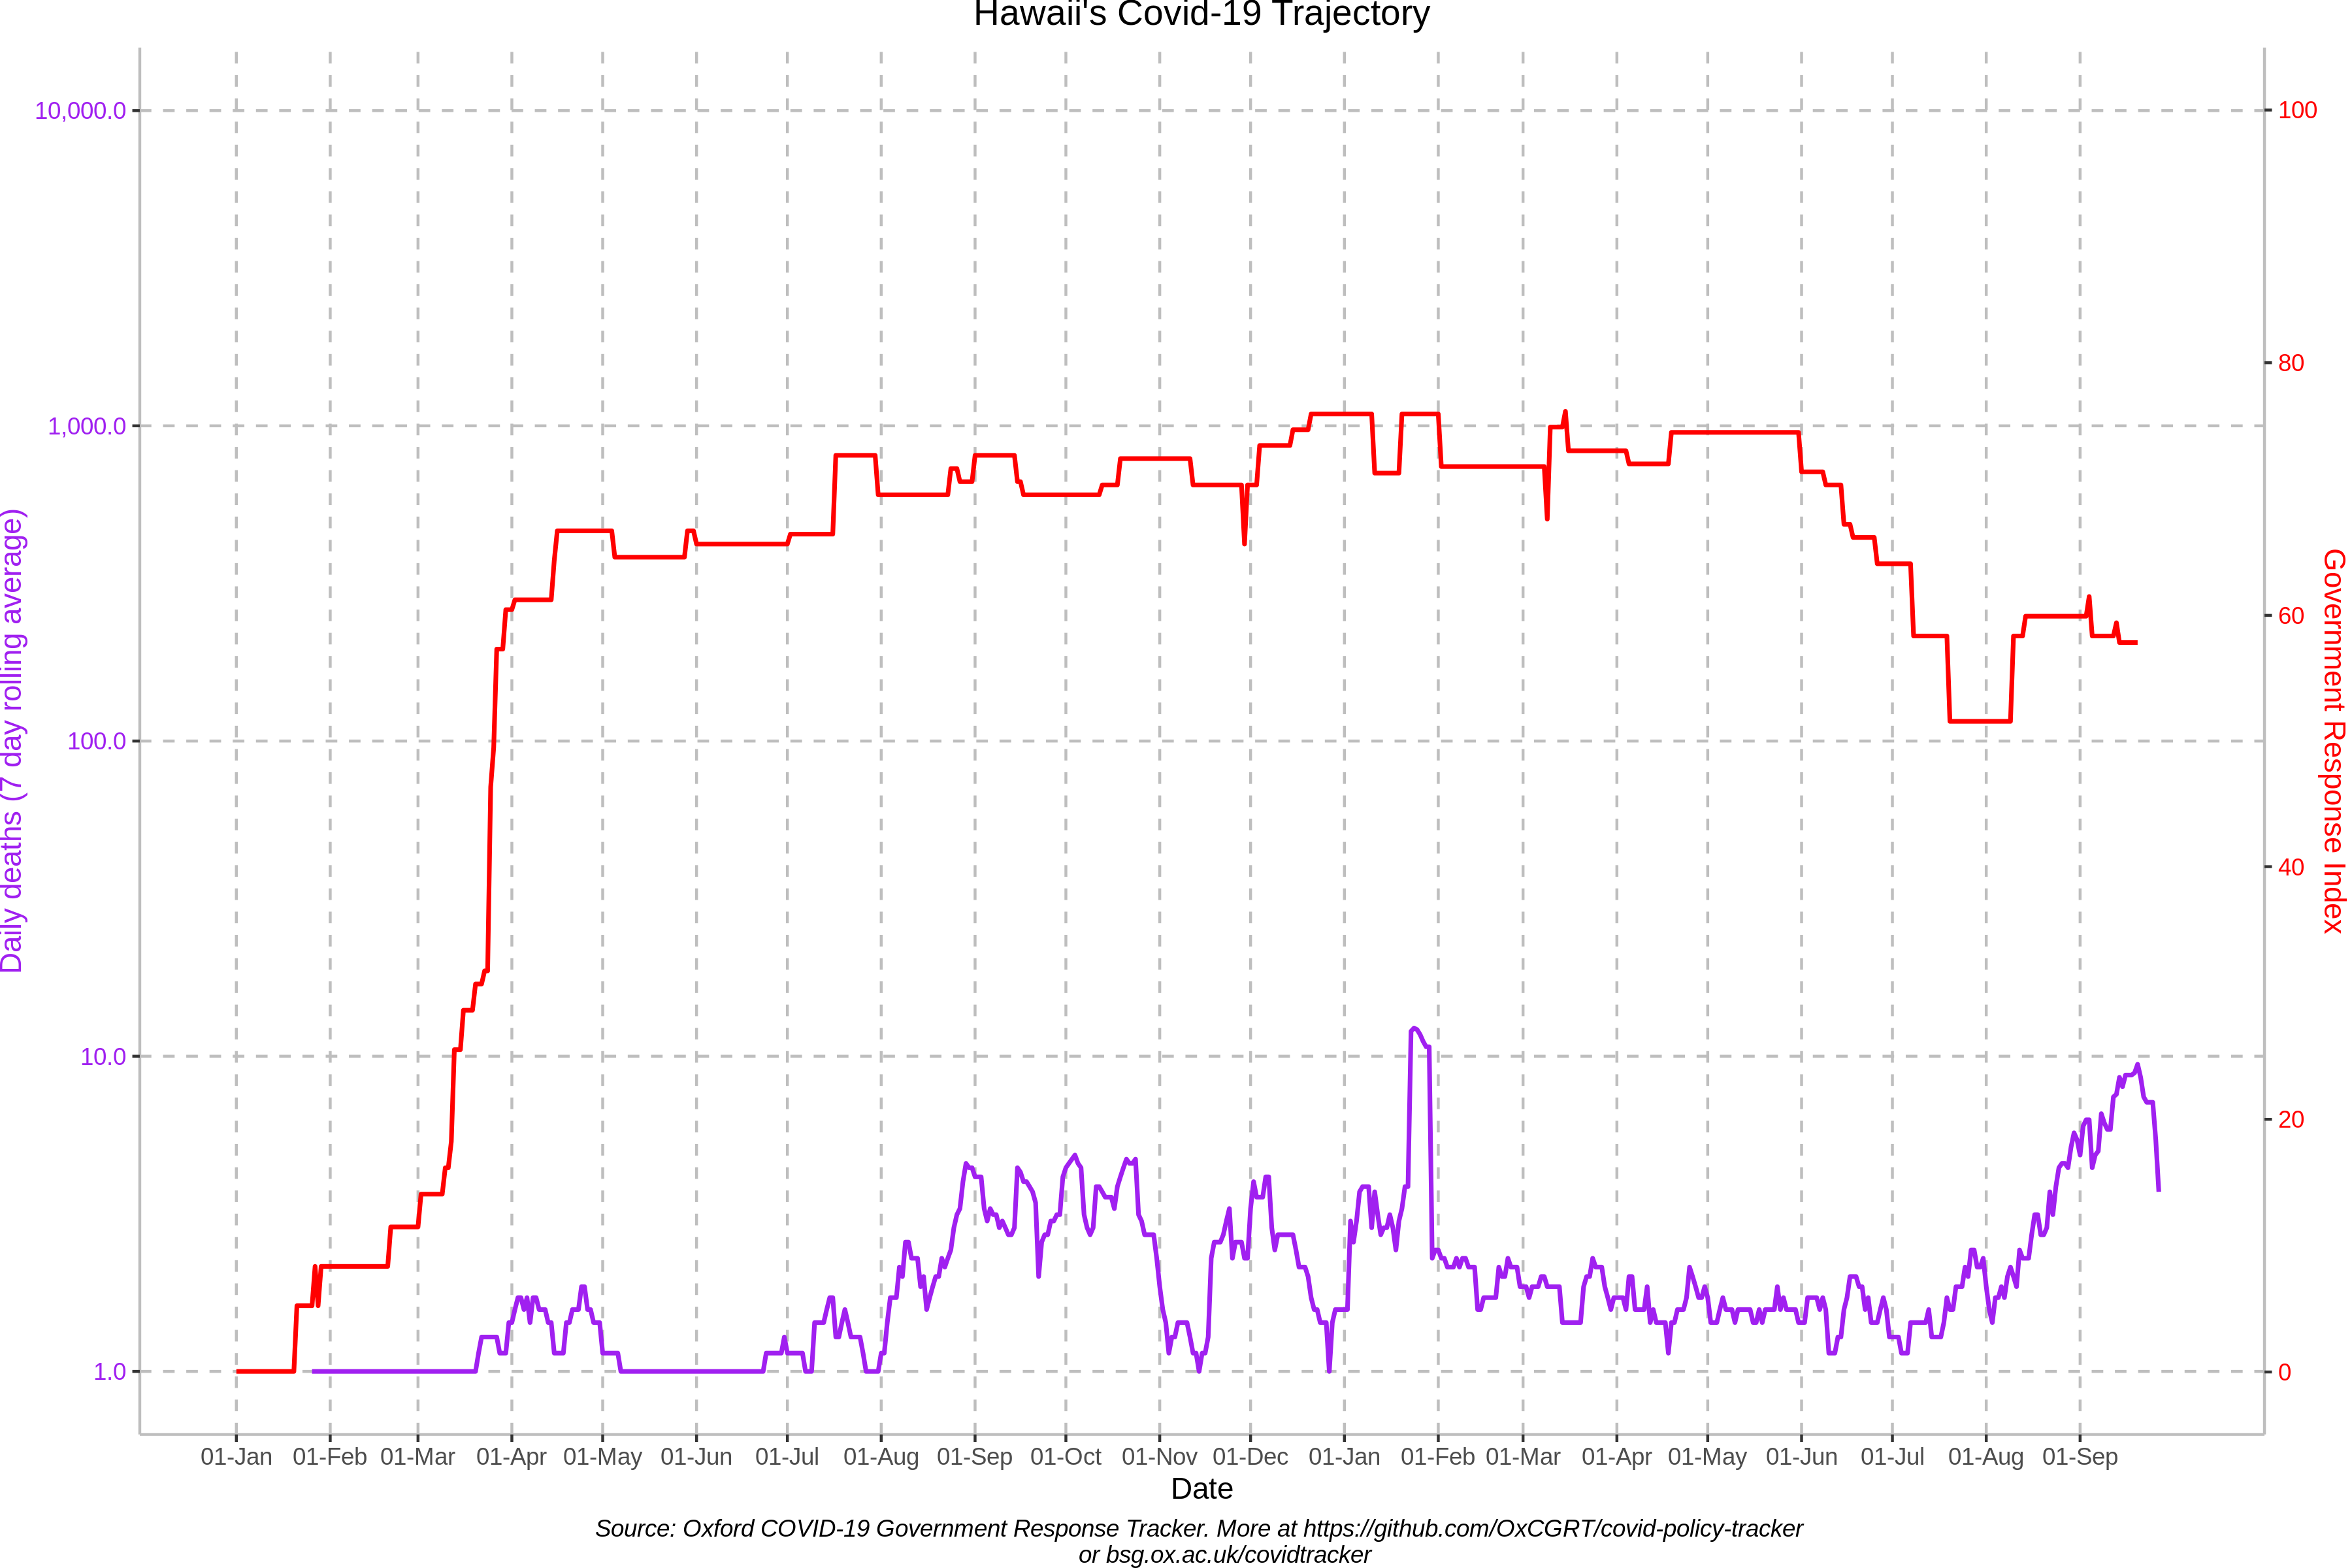 Hawaii's Covid-19 Trajectory
10,000.0
1,000.0
100.0
10.0
1.0
Daily deaths (7 day rolling average)
100
80
60
40
20
0
Government Response Index
01-Jan 01-Feb 01-Mar 01-Apr 01-May 01-Jun 01-Jul 01-Aug 01-Sep 01-Oct 01-Nov 01-Dec 01-Jan 01-Feb 01-Mar 01-Apr 01-May 01-Jun 01-Jul 01-Aug 01-Sep
Date
Source: Oxford COVID-19 Government Response Tracker. More at https://github.com/OxCGRT/covid-policy-tracker
or bsg.ox.ac.uk/covidtracker